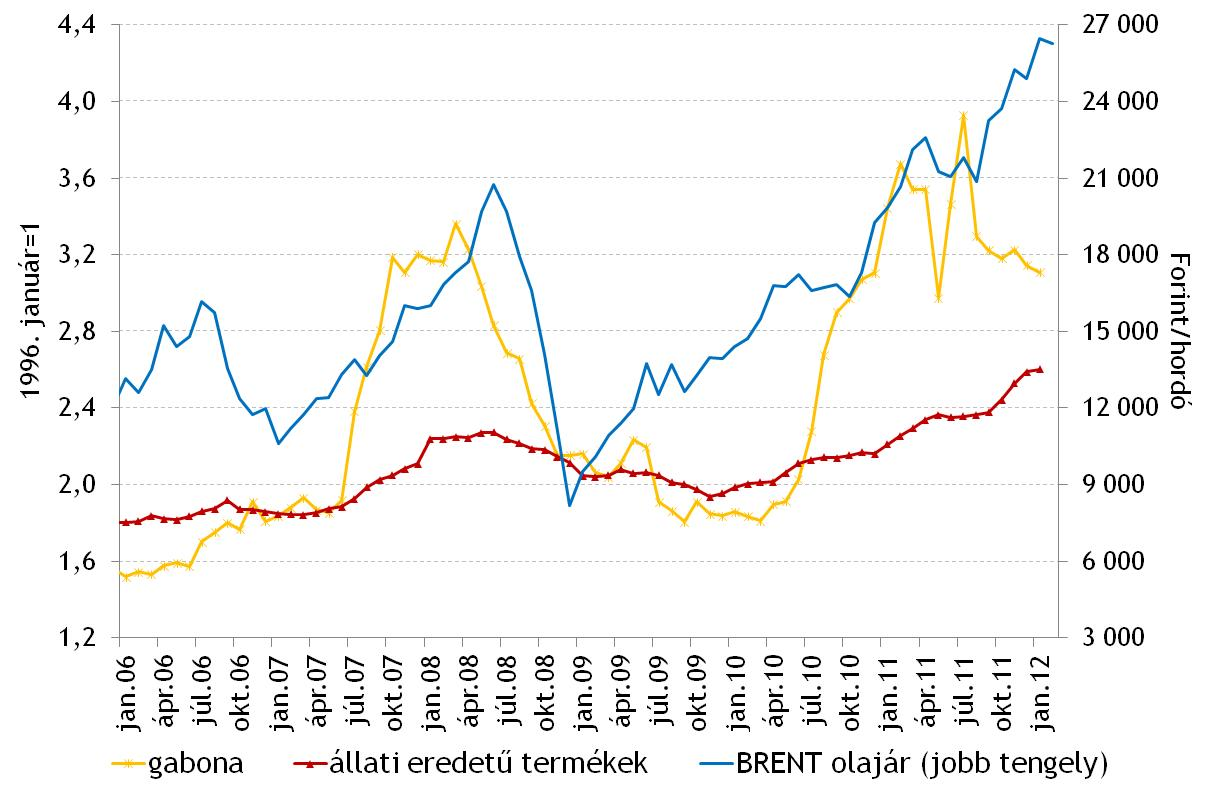 4,4
4,0
3,6
3,2
2,8
2,4
2,0
1,6
1,2
1996. január=1
27 000
24 000
21 000
18 000
15 000
12 000
9 000
6 000
3 000
Forint/hordó
jan.06
ápr.06
júl.06
okt.06
jan.07
ápr.07
júl.07
okt.07
jan.08
ápr.08
júl.08
okt.08
jan.09
ápr.09
júl.09
okt.09
jan.10
ápr.10
júl.10
okt.10
jan.11
ápr.11
júl.11
okt.11
jan.12
gabona
állati eredetű termékek
BRENT olajár (jobb tengely)